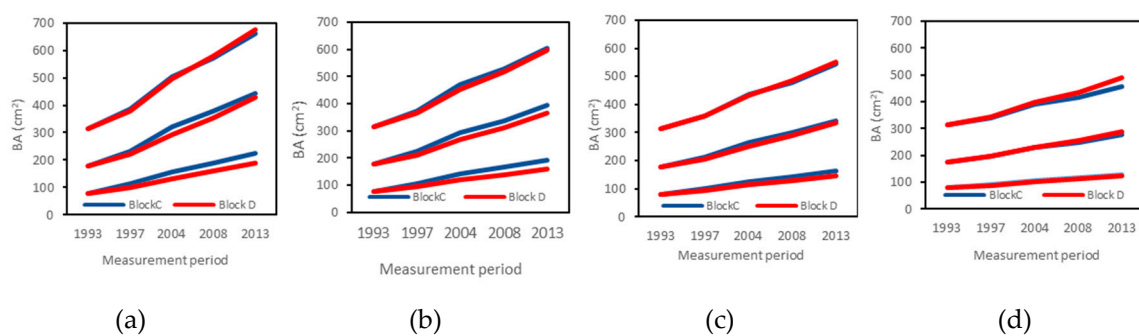 700
600
500
400
300
200
100
0
BA (cm²)
BlockC
Block D
1993 1997 2004 2008 2013
Measurement period
(a)
700
600
500
400
300
200
100
0
BA (cm²)
BlockC
Block D
1993 1997 2004 2008 2013
Measurement period
(b)
700
600
500
400
300
200
100
0
BA (cm²)
BlockC
Block D
1993 1997 2004 2008 2013
Measurement period
(c)
700
600
500
400
300
200
100
0
BA (cm²)
BlockC
Block D
1993 1997 2004 2008 2013
Measurement period
(d)